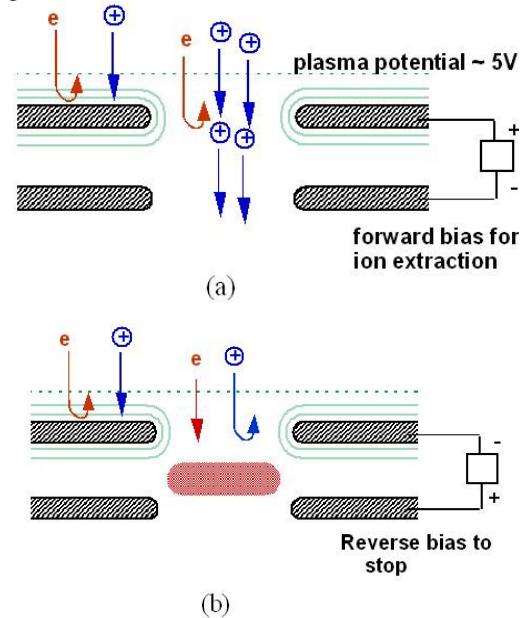 e
e
plasma potential ~ 5V
+
-
forward bias for
ion extraction
(a)
e
e
-
+
Reverse bias to
stop
(b)